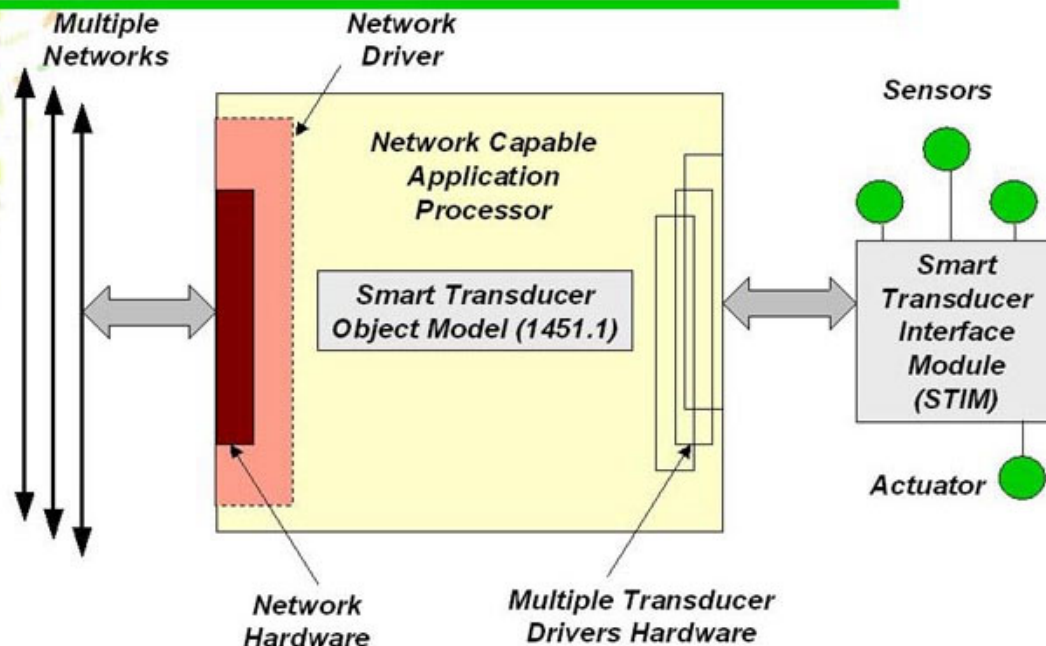 Multiple
Networks
Network
Driver
Sensors
Network Capable
Application
Processor
Smart Transducer
Object Model (1451.1)
Smart
Transducer
Interface
Module
(STIM)
Actuator
Network
Hardware
Multiple Transducer
Drivers Hardware